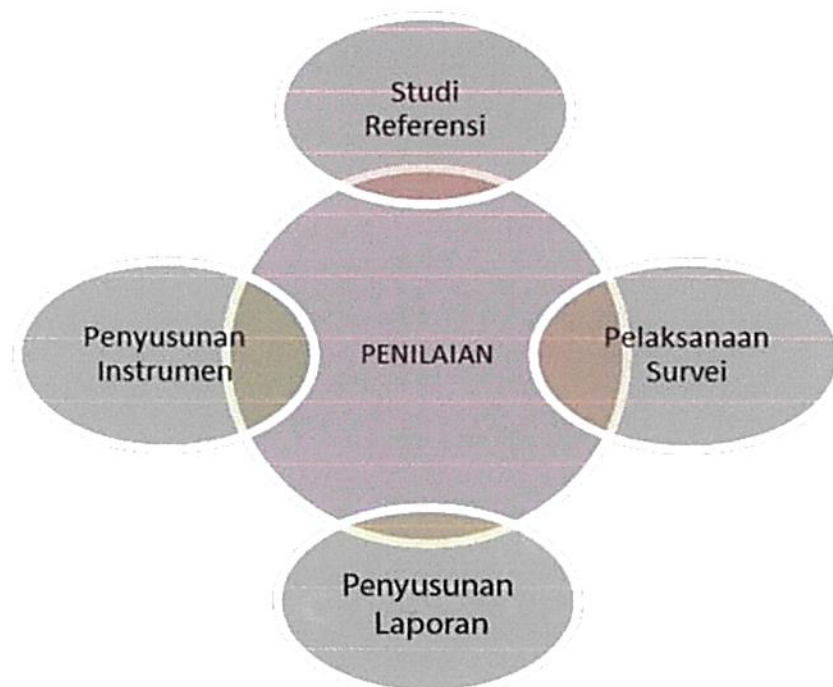 Studi
Referensi
Penyusunan
Instrumen
PENILAIAN
Pelaksanaan
Survei
Penyusunan
Laporan